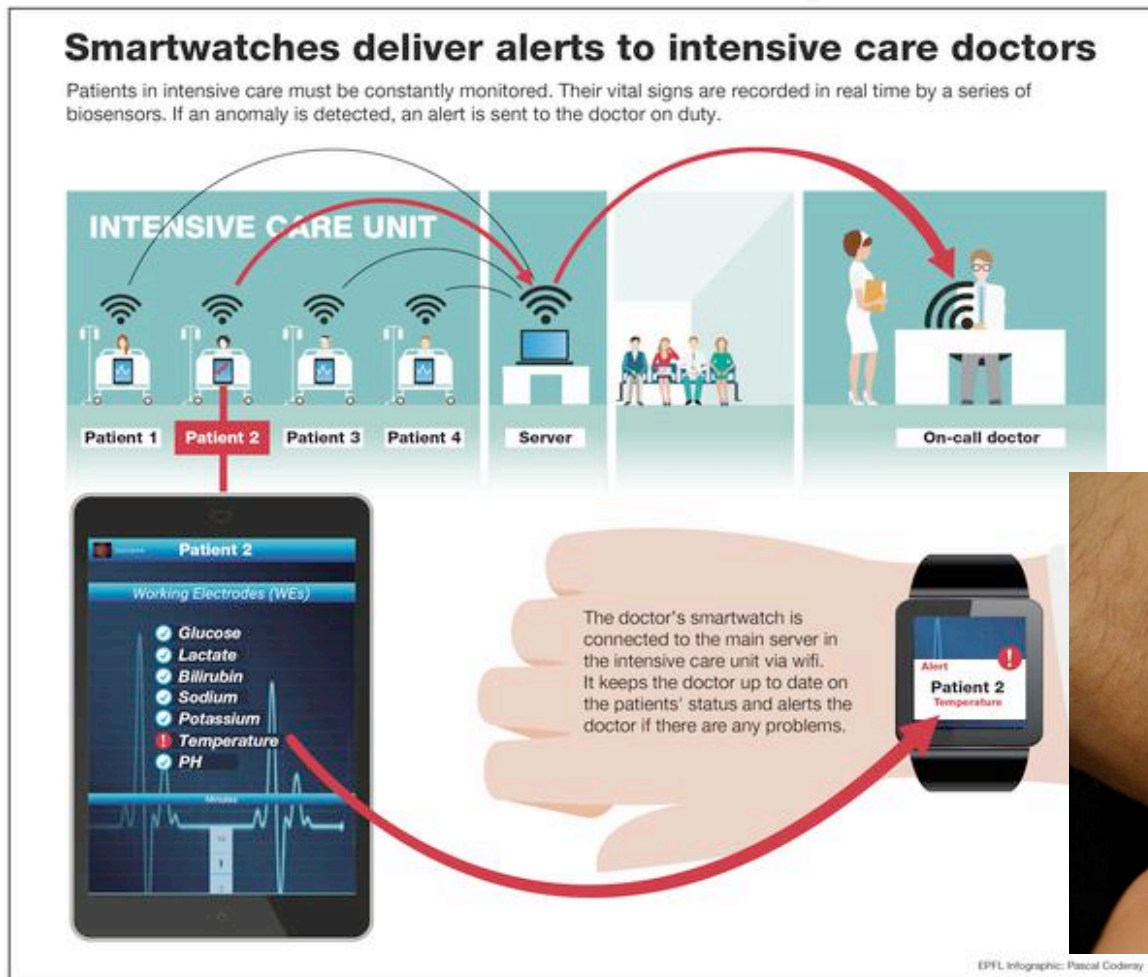 Smartwatches deliver alerts to intensive care doctors
Patients in intensive care must be constantly monitored. Their vital signs are recorded in real time by a series of
biosensors. If an anomaly is detected, an alert is sent to the doctor on duty.
INTENSIVE CARE UNIT
Patient 1
Patient 2
Patient 3
Patient 4
Server
On-call doctor
Patient 2
Working Electrodes (WEs)
Glucose
Lactate
Bilirubin
Sodium
Potassium
Temperature
PH
Minutes
The doctor's smartwatch is
connected to the main server in
the intensive care unit via wifi.
It keeps the doctor up to date on
the patients' status and alerts the
doctor if there are any problems.
Alert
Patient 2
Temperature
EPFL Infographic: Pascal Coderay